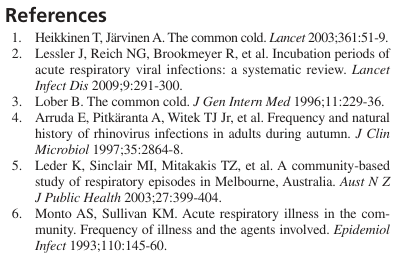 References
1. Heikkinen T, Järvinen A. The common cold. Lancet 2003;361:51-9.
2. Lessler J, Reich NG, Brookmeyer R, et al. Incubation periods of
acute respiratory viral infections: a systematic review. Lancet
Infect Dis 2009;9:291-300.
3. Lober B. The common cold. J Gen Intern Med 1996;11:229-36.
4. Arruda E, Pitkäranta A, Witek TJ Jr, et al. Frequency and natural
history of rhinovirus infections in adults during autumn. J Clin
Microbiol 1997;35:2864-8.
5. Leder K, Sinclair MI, Mitakakis TZ, et al. A community-based
study of respiratory episodes in Melbourne, Australia. Aust N Z
J Public Health 2003;27:399-404.
6. Monto AS, Sullivan KM. Acute respiratory illness in the com-
munity. Frequency of illness and the agents involved. Epidemiol
Infect 1993;110:145-60.